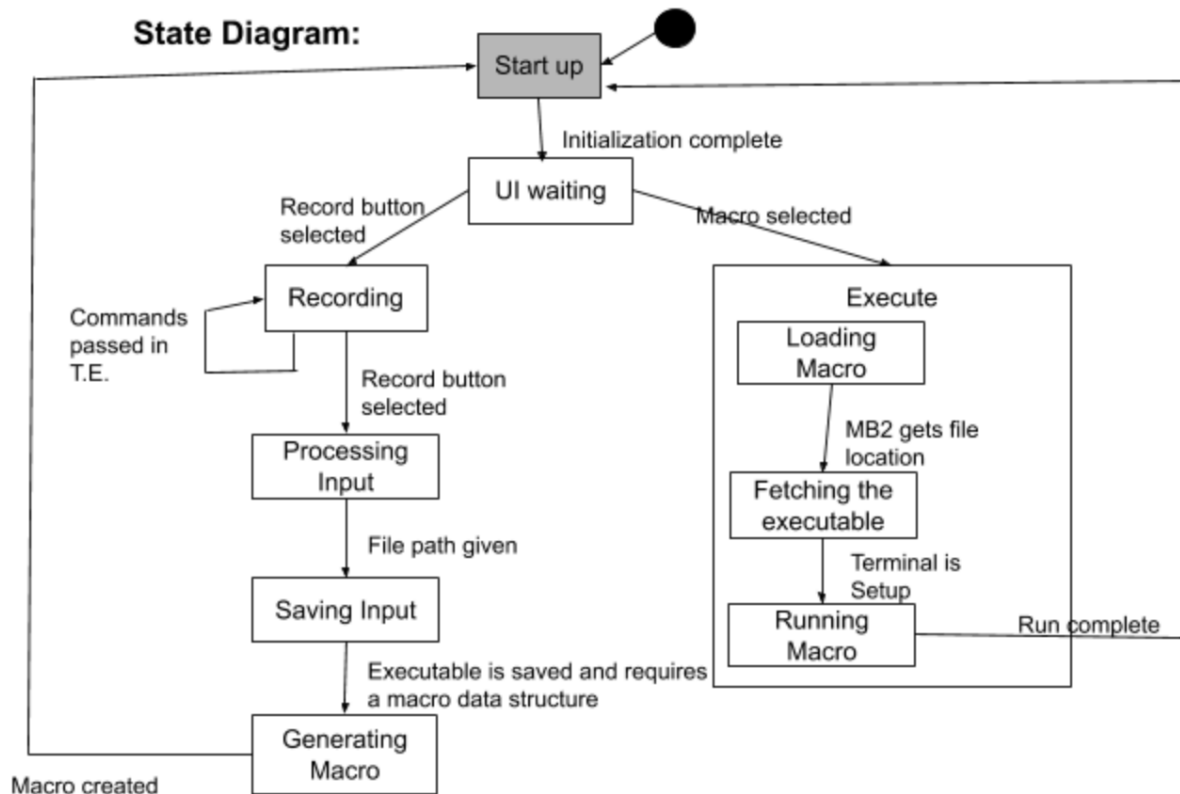 State Diagram:
Start up
Initialization complete
UI waiting
Record button
selected
Macro selected
Recording
Commands
passed in
T.E.
Record button
selected
Processing
Input
File path given
Saving Input
Executable is saved and requires
a macro data structure
Generating
Macro
Macro created
Execute
Loading
Macro
MB2 gets file
location
Fetching the
executable
Terminal is
Setup
Running
Macro
Run complete